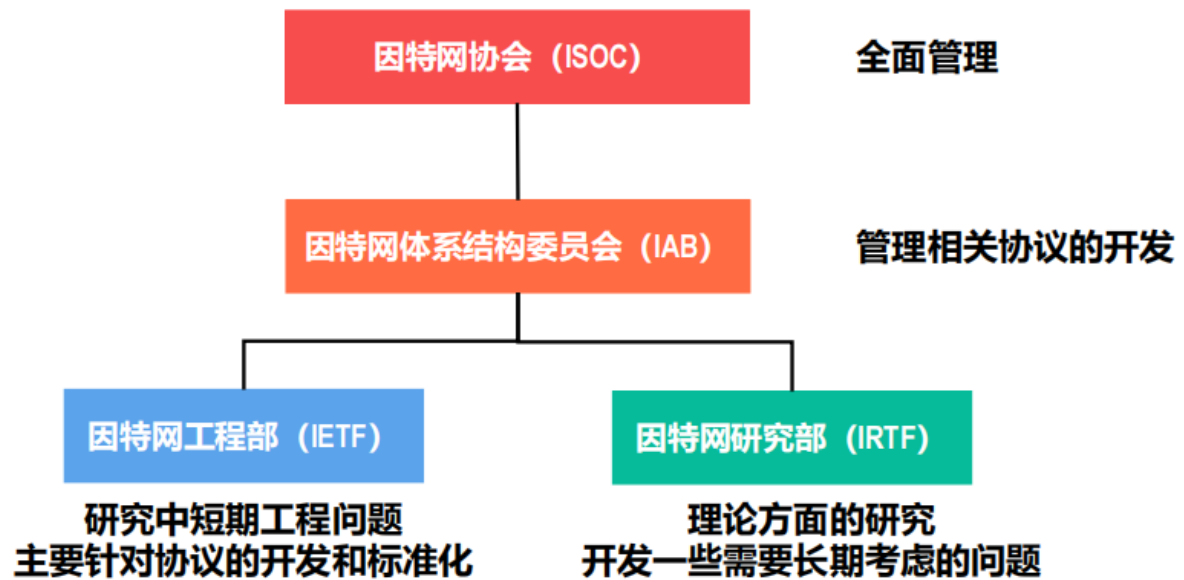 因特网协会（ISOC）
全面管理
因特网体系结构委员会（IAB）
管理相关协议的开发
因特网工程部（IETF）
因特网研究部（IRTF）
研究中短期工程问题
主要针对协议的开发和标准化
理论方面的研究
开发一些需要长期考虑的问题